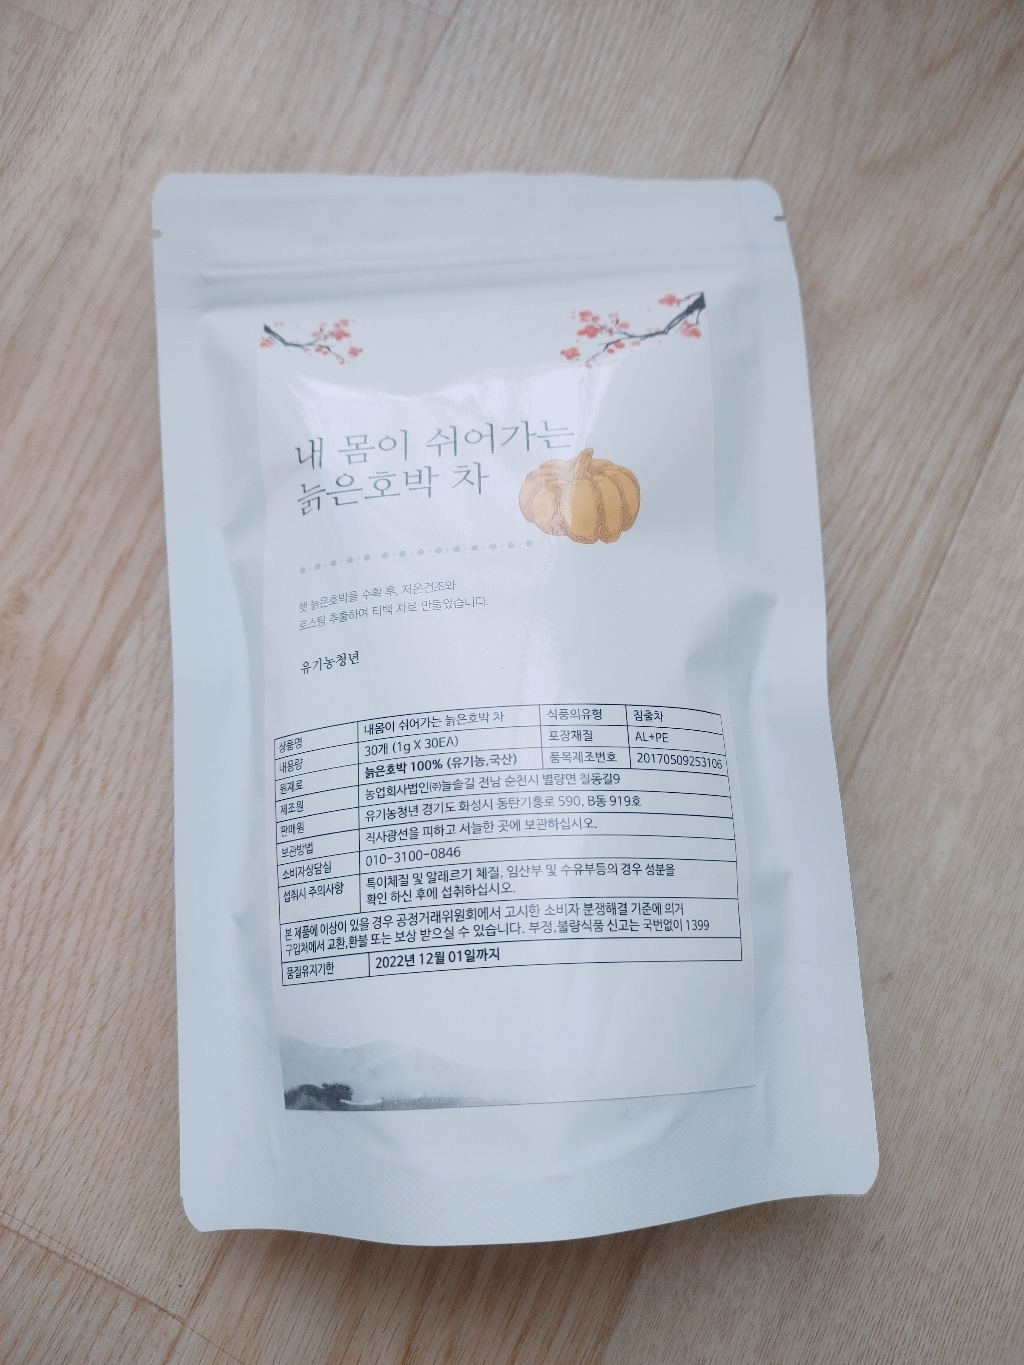 내 몸이 쉬어가는
늙은호박 차
햇 늙은호박을 수확 후, 저온건조와
로스팅 추출하여 티백 차로 만들었습니다.
유기농청년
상품명 내몸이 쉬어가는 늙은호박 차 식품의유형 침출차
내용량 30개 (1g X 30EA) 포장재질 AL+PE
원재료 늙은호박 100% (유기농,국산) 품목제조번호 20170509253106
제조원 농업회사법인㈜늘솔길 전남 순천시 별량면 칠동길9
판매원 유기농청년 경기도 화성시 동탄기흥로 590, B동 919호
보관방법 직사광선을 피하고 서늘한 곳에 보관하십시오.
소비자상담실 010-3100-0846
섭취시 주의사항 특이체질 및 알레르기 체질, 임산부 및 수유부등의 경우 성분을
확인 하신 후에 섭취하십시오.
본 제품에 이상이 있을 경우 공정거래위원회에서 고시한 소비자 분쟁해결 기준에 의거
구입처에서 교환,환불 또는 보상 받으실 수 있습니다. 부정,불량식품 신고는 국번없이 1399
품질유지기한 2022년 12월 01일까지